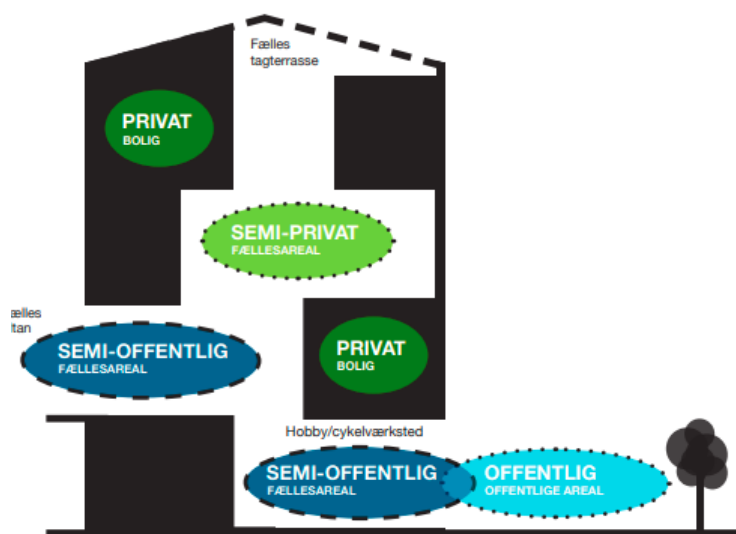 Fælles
tagterrasse
PRIVAT
BOLIG
SEMI-PRIVAT
FÆLLESAREAL
ælles
ltan
SEMI-OFFENTLIG
FÆLLESAREAL
PRIVAT
BOLIG
Hobby/cykelværksted
SEMI-OFFENTLIG
FÆLLESAREAL
OFFENTLIG
OFFENTLIGE AREAL